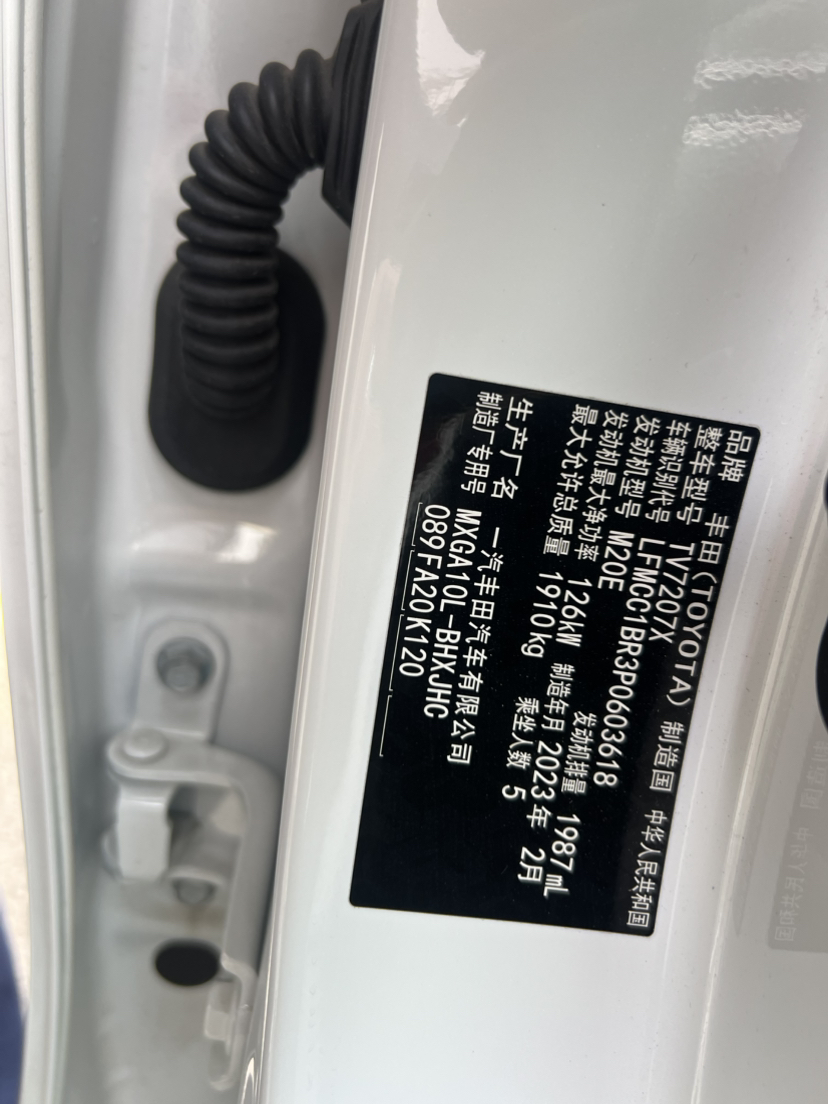 品牌 丰田(TOYOTA) 制造国 中华人民共和国
整车型号 TV7207X
车辆识别代号 LFMCC1BR3P0603618
发动机型号 M20E 发动机排量 1987mL
发动机最大净功率 126kW 制造年月 2023年 2月
最大允许总质量 1910kg 乘坐人数 5
生产厂名 一汽丰田汽车有限公司
制造厂专用号 MXGA10L-BHXJHC
089FA20K120